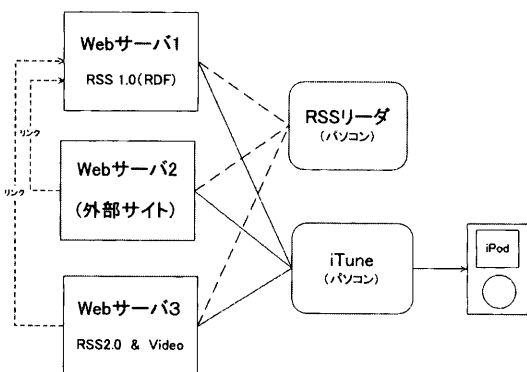 Webサーバ1
RSS 1.0(RDF)
リンク
リンク
Webサーバ2
(外部サイト)
Webサーバ3
RSS2.0 & Video
RSSリーダ
(パソコン)
iTune
(パソコン)
iPod